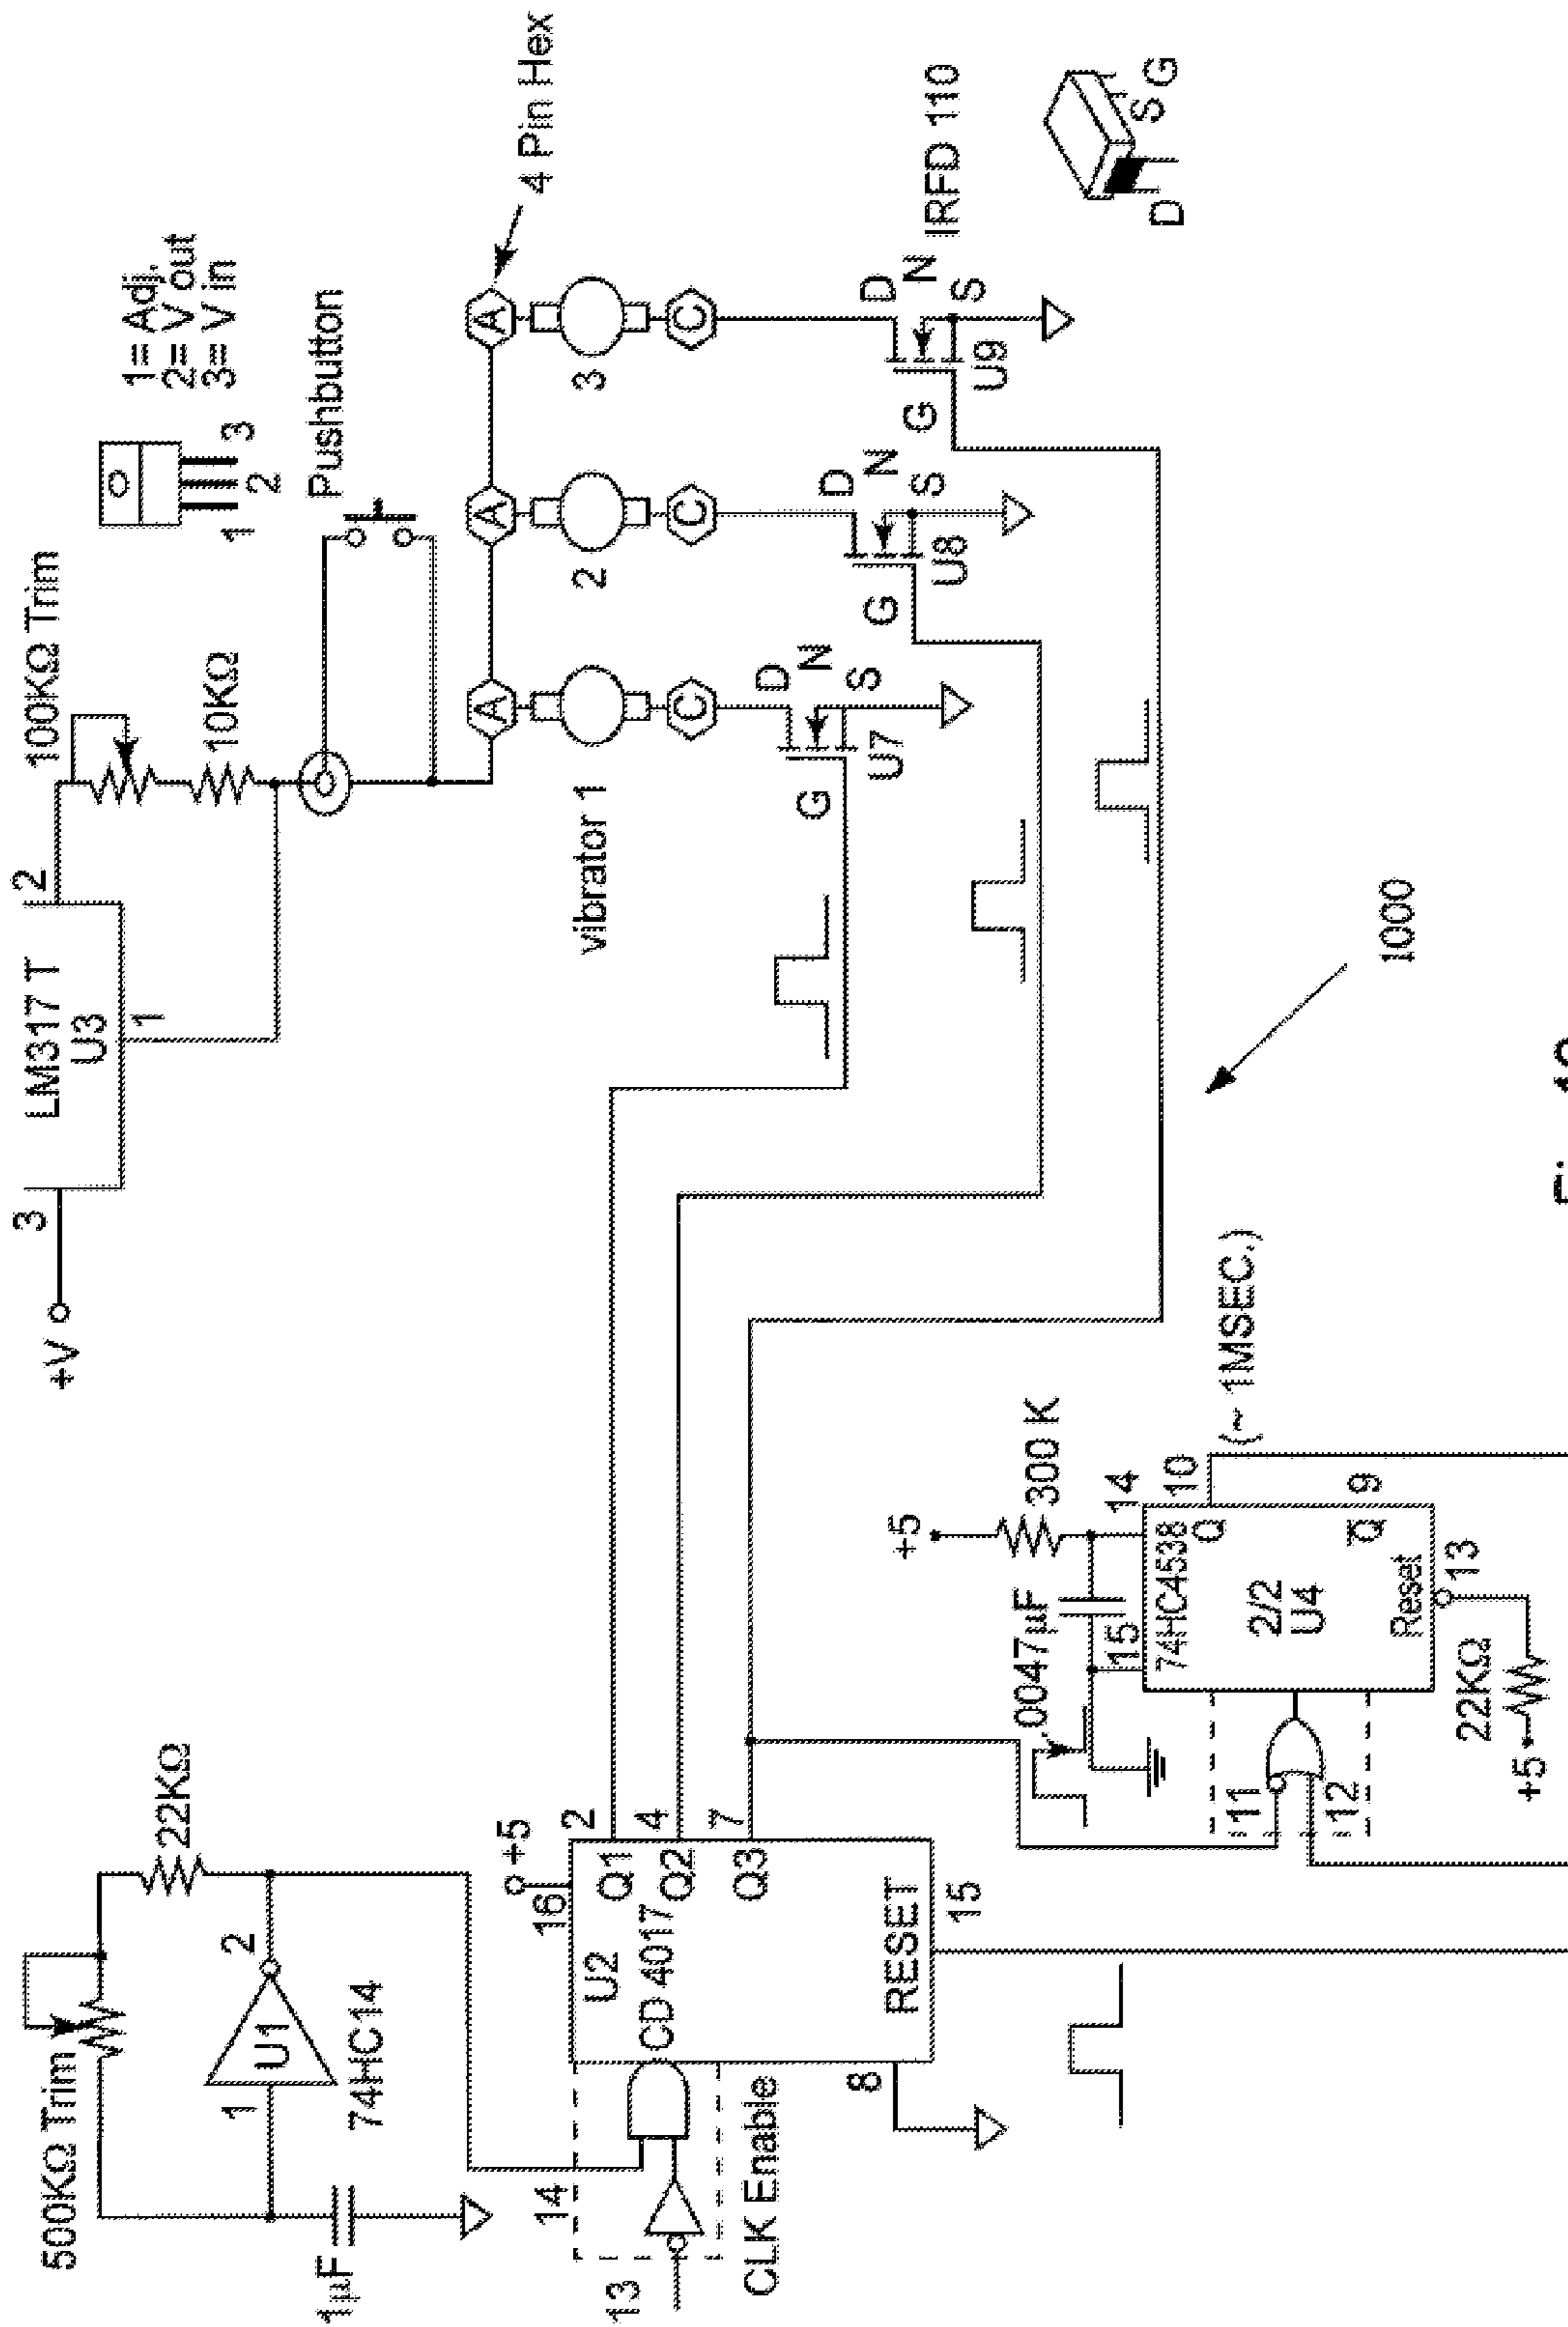 500KΩ Trim
22KΩ
1
U1
2
74HC14
1µF
+V
3
LM317 T
U3
2
1
100KΩ Trim
10KΩ
1= Adj.
2= V out
3= V in
1
2
3
Pushbutton
4 Pin Hex
A
A
A
vibrator 1
2
3
C
C
C
D
N
S
G
U7
D
N
S
G
U8
D
N
S
G
U9
IRFD 110
D
S
G
+5
16
14
13
CLK Enable
U2
CD 4017
Q1
2
Q2
4
Q3
7
RESET
15
8
+5
300 K
.0047µF
15
14
74HC4538
Q
10
(~ 1MSEC.)
2/2
U4
Q̅
9
Reset
13
11
12
22KΩ
+5
1000